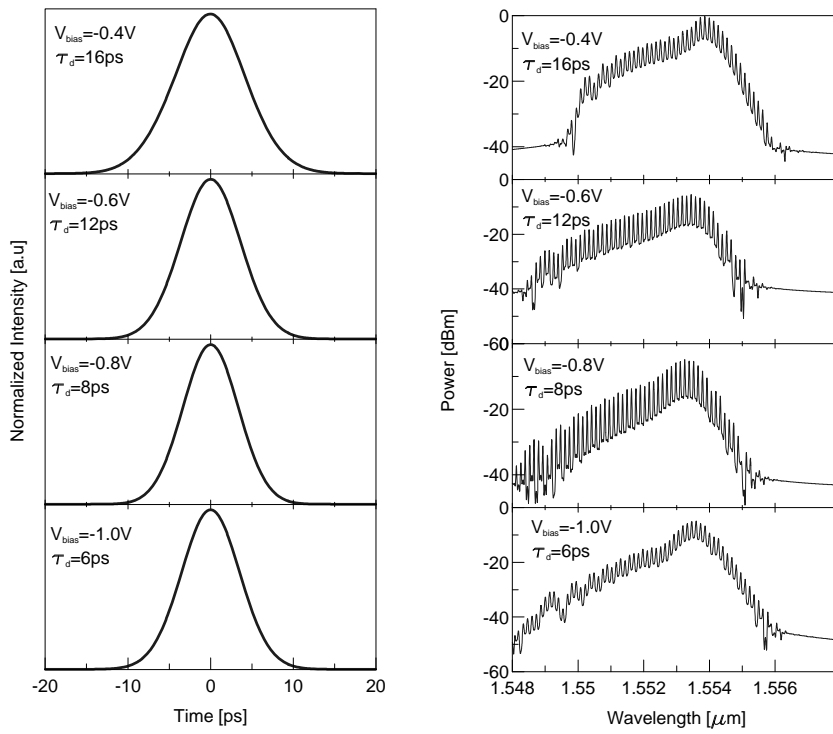 V_bias=-0.4V
τ_d=16ps
V_bias=-0.6V
τ_d=12ps
V_bias=-0.8V
τ_d=8ps
V_bias=-1.0V
τ_d=6ps
Normalized Intensity [a.u]
-20 -10 0 10 20
Time [ps]
0
-20
-40
V_bias=-0.4V
τ_d=16ps
0
-20
-40
-60
V_bias=-0.6V
τ_d=12ps
0
-20
-40
V_bias=-0.8V
τ_d=8ps
0
-20
-40
-60
V_bias=-1.0V
τ_d=6ps
Power [dBm]
1.548 1.55 1.552 1.554 1.556
Wavelength [μm]